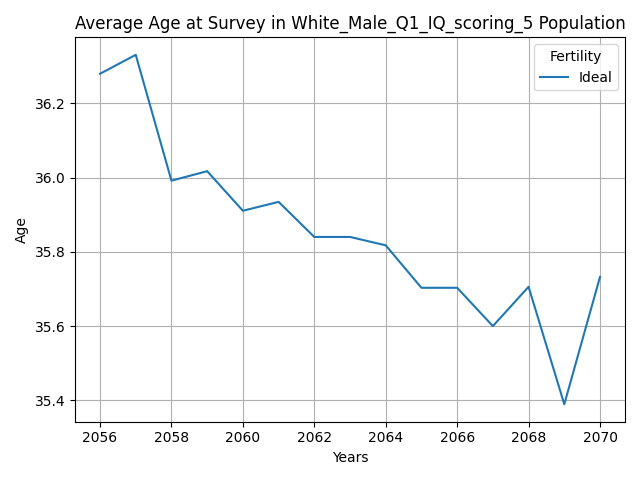 Average Age at Survey in White_Male_Q1_IQ_scoring_5 Population
Fertility
Ideal
36.2
36.0
35.8
35.6
35.4
Age
2056 2058 2060 2062 2064 2066 2068 2070
Years